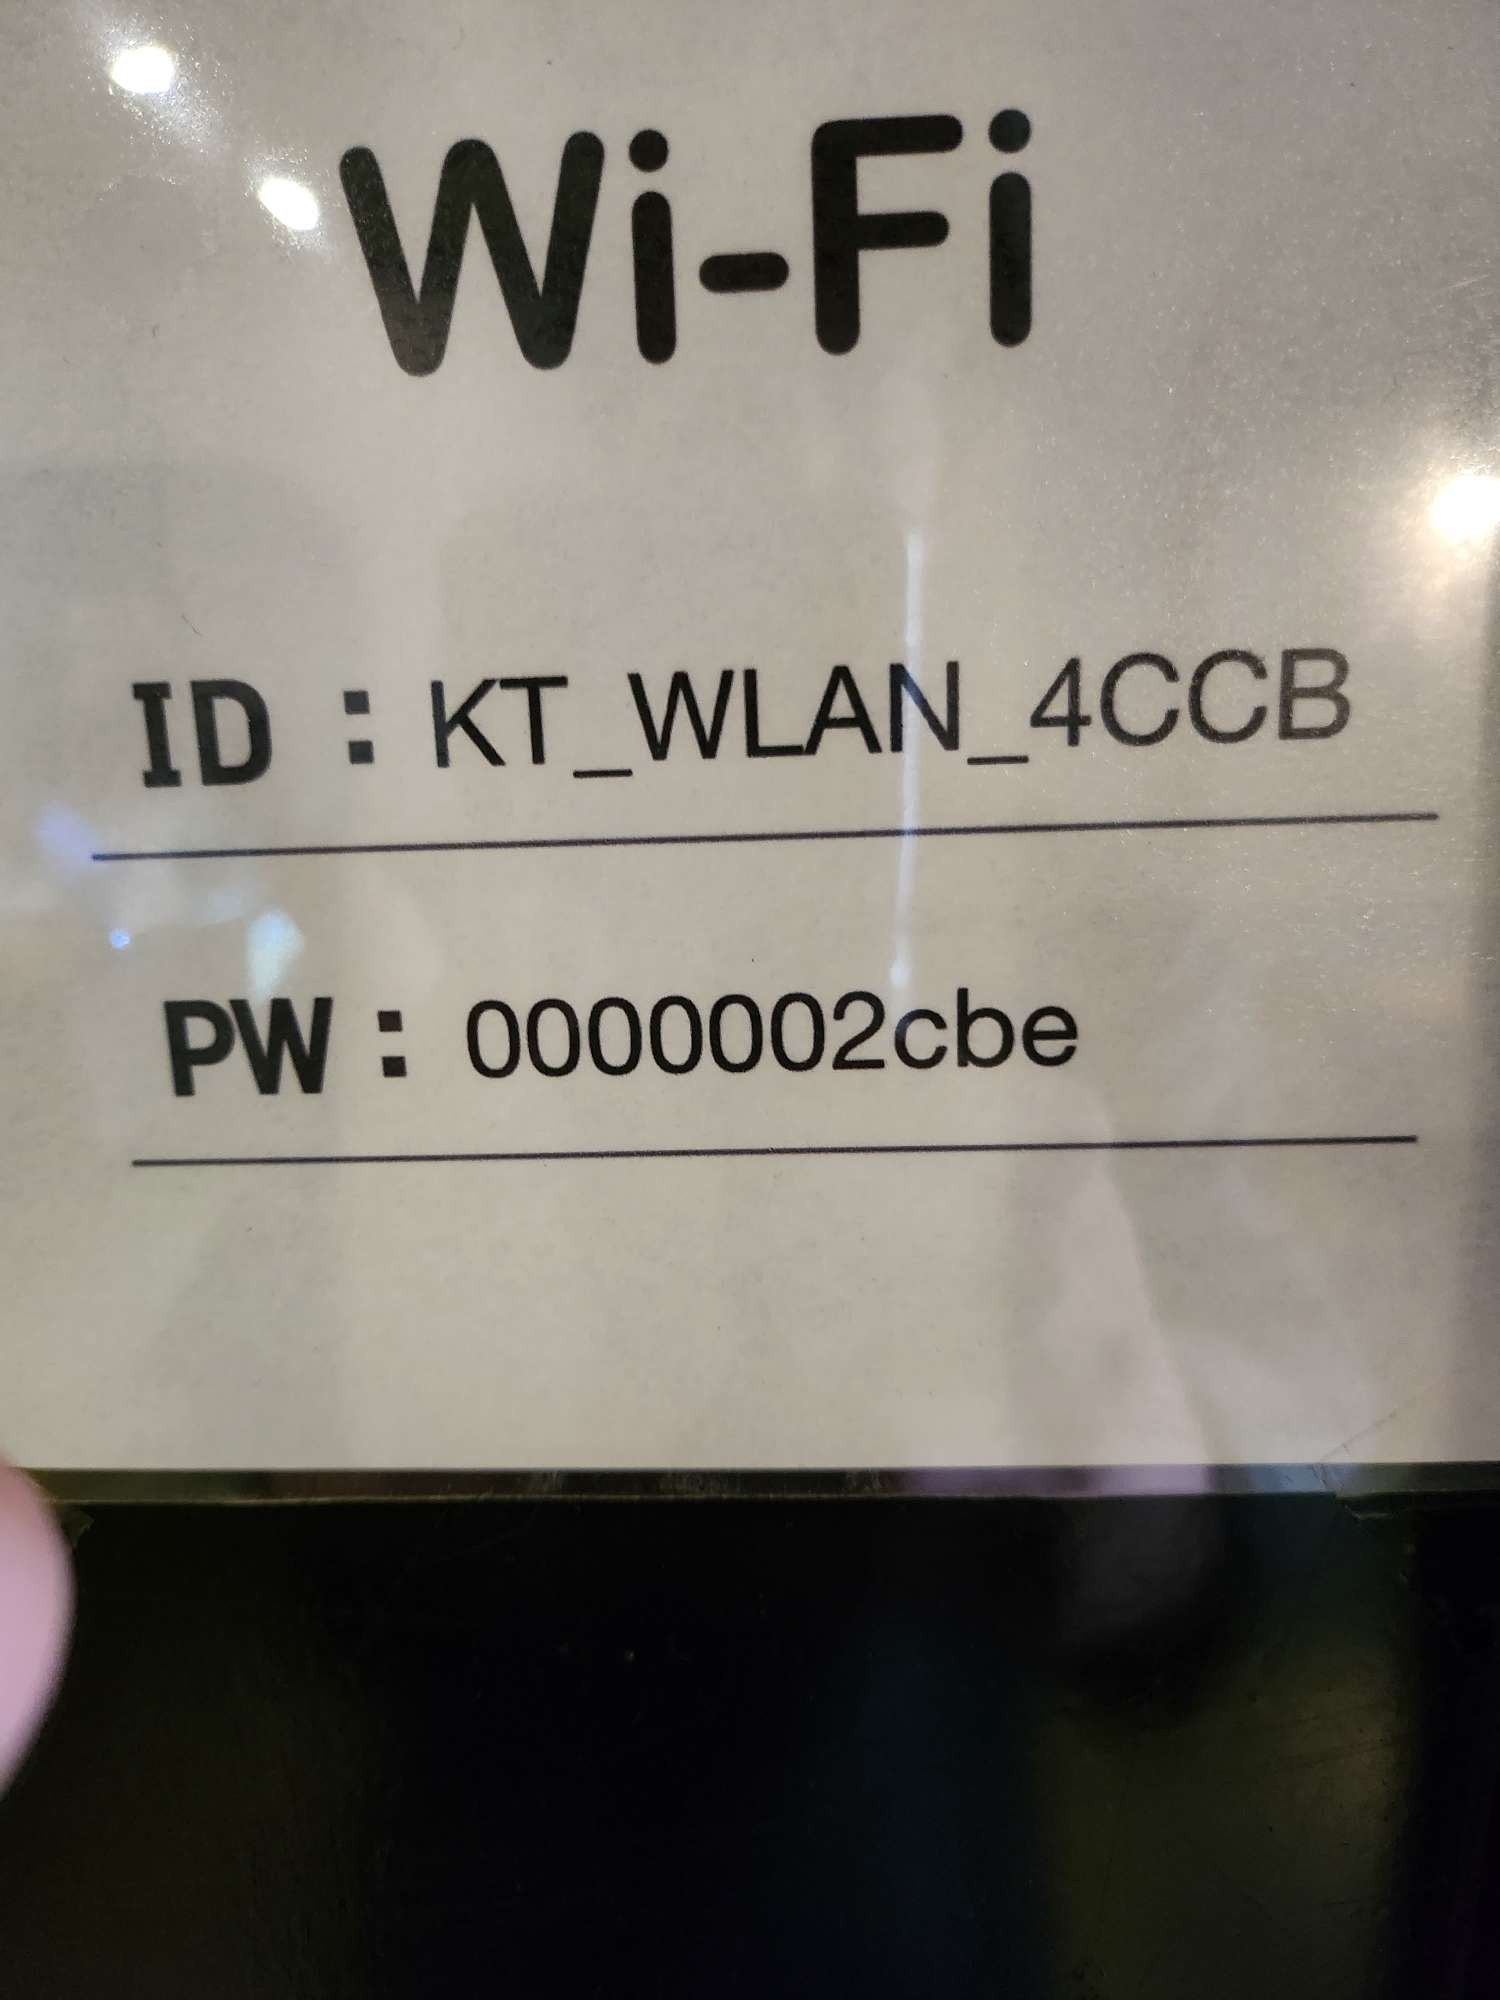 Wi-Fi
ID : KT_WLAN_4CCB
PW : 0000002cbe